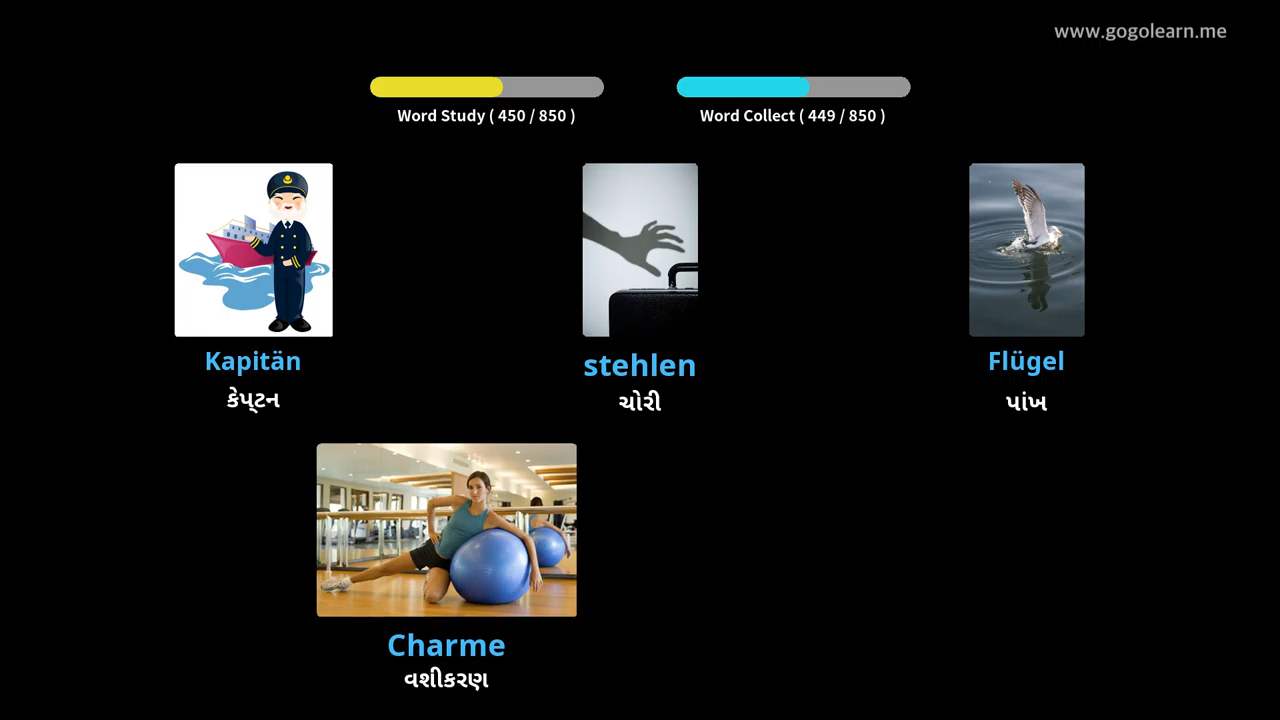 www.gogolearn.me
Word Study ( 450 / 850 )
Word Collect ( 449 / 850 )
Kapitän
કેપ્ટન
stehlen
ચોરી
Flügel
પાંખ
Charme
વશીકરણ